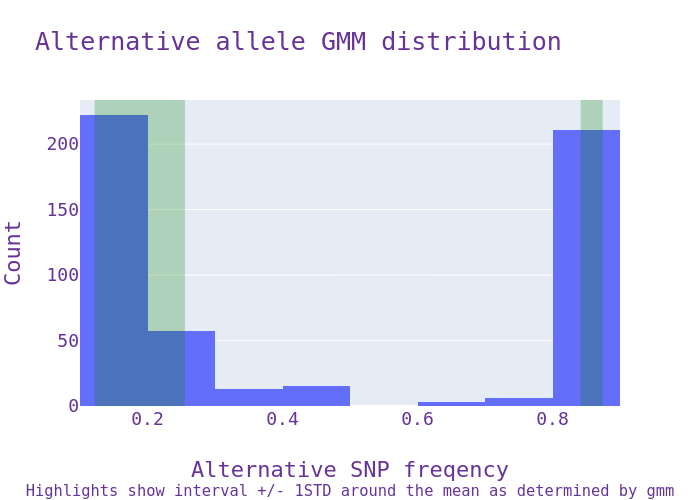 Alternative allele GMM distribution
Count
200
150
100
50
0
0.2 0.4 0.6 0.8
Alternative SNP freqency
Highlights show interval +/- 1STD around the mean as determined by gmm